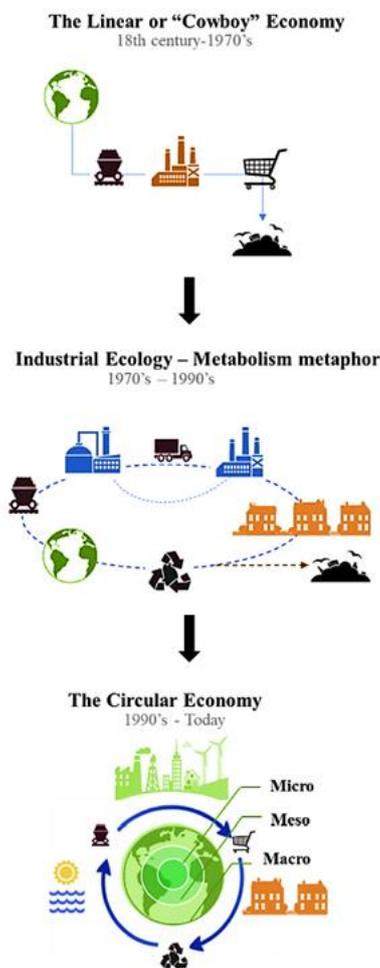 The Linear or “Cowboy” Economy
18th century-1970’s
Industrial Ecology – Metabolism metaphor
1970’s – 1990’s
The Circular Economy
1990’s - Today
Micro
Meso
Macro